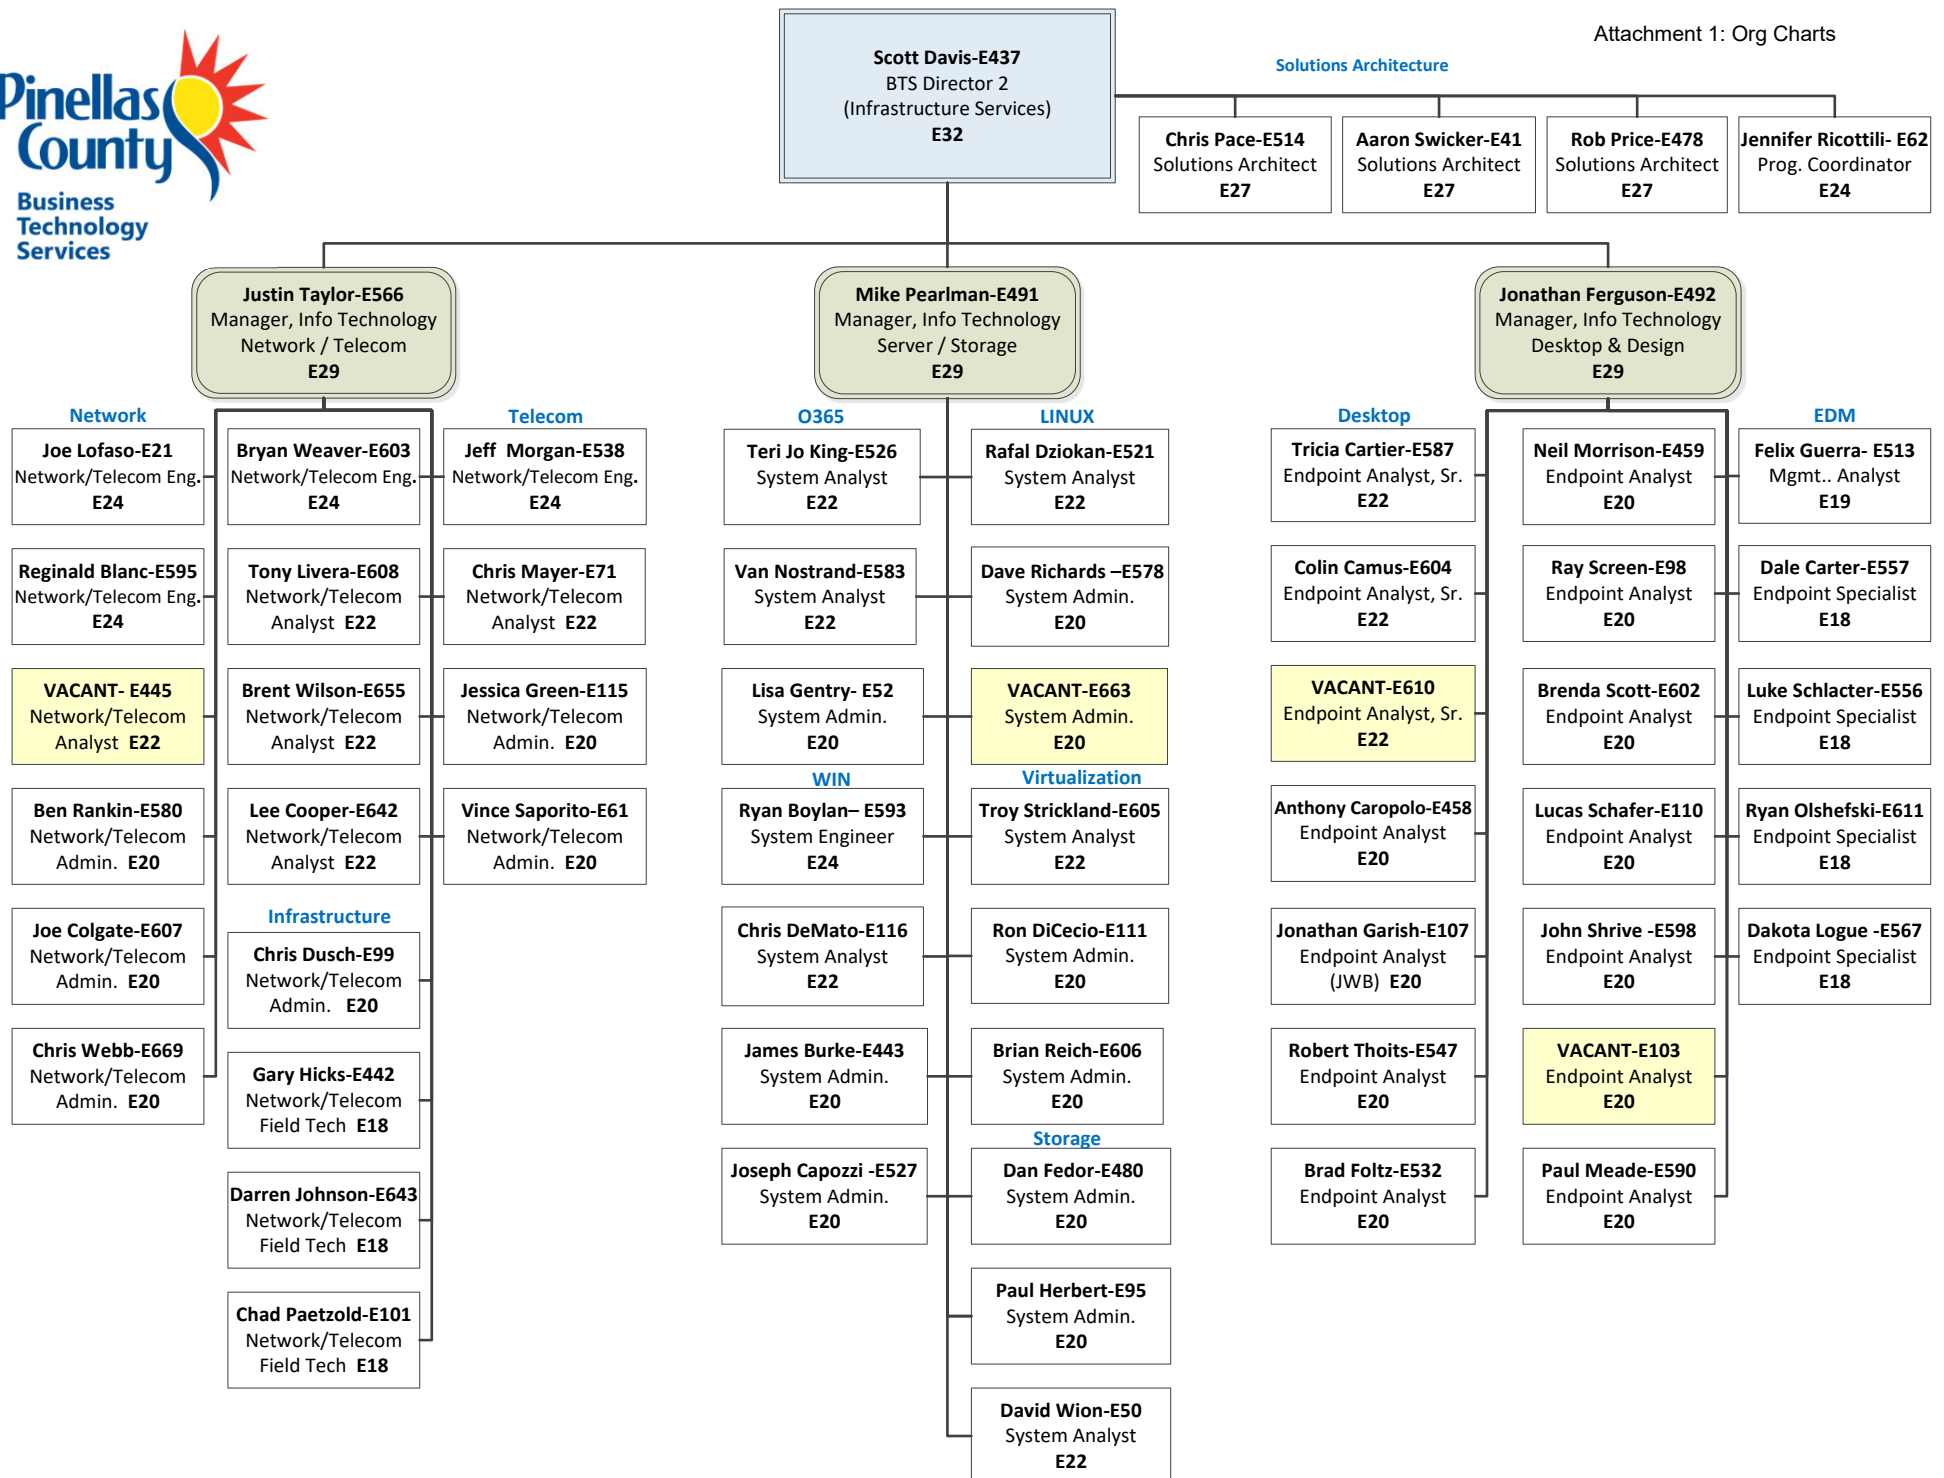 Attachment 1: Org Charts
Pinellas
County
Business
Technology
Services
Scott Davis-E437
BTS Director 2
(Infrastructure Services)
E32
Solutions Architecture
Chris Pace-E514
Solutions Architect
E27
Aaron Swicker-E41
Solutions Architect
E27
Rob Price-E478
Solutions Architect
E27
Jennifer Ricottili- E62
Prog. Coordinator
E24
Justin Taylor-E566
Manager, Info Technology
Network / Telecom
E29
Mike Pearlman-E491
Manager, Info Technology
Server / Storage
E29
Jonathan Ferguson-E492
Manager, Info Technology
Desktop & Design
E29
Network
Joe Lofaso-E21
Network/Telecom Eng.
E24
Reginald Blanc-E595
Network/Telecom Eng.
E24
VACANT- E445
Network/Telecom
Analyst E22
Ben Rankin-E580
Network/Telecom
Admin. E20
Joe Colgate-E607
Network/Telecom
Admin. E20
Chris Webb-E669
Network/Telecom
Admin. E20
Bryan Weaver-E603
Network/Telecom Eng.
E24
Tony Livera-E608
Network/Telecom
Analyst E22
Brent Wilson-E655
Network/Telecom
Analyst E22
Lee Cooper-E642
Network/Telecom
Analyst E22
Infrastructure
Chris Dusch-E99
Network/Telecom
Admin. E20
Gary Hicks-E442
Network/Telecom
Field Tech E18
Darren Johnson-E643
Network/Telecom
Field Tech E18
Chad Paetzold-E101
Network/Telecom
Field Tech E18
Telecom
Jeff Morgan-E538
Network/Telecom Eng.
E24
Chris Mayer-E71
Network/Telecom
Analyst E22
Jessica Green-E115
Network/Telecom
Admin. E20
Vince Saporito-E61
Network/Telecom
Admin. E20
O365
Teri Jo King-E526
System Analyst
E22
Van Nostrand-E583
System Analyst
E22
Lisa Gentry- E52
System Admin.
E20
WIN
Ryan Boylan– E593
System Engineer
E24
Chris DeMato-E116
System Analyst
E22
James Burke-E443
System Admin.
E20
Joseph Capozzi -E527
System Admin.
E20
LINUX
Rafal Dziokan-E521
System Analyst
E22
Dave Richards –E578
System Admin.
E20
VACANT-E663
System Admin.
E20
Virtualization
Troy Strickland-E605
System Analyst
E22
Ron DiCecio-E111
System Admin.
E20
Brian Reich-E606
System Admin.
E20
Storage
Dan Fedor-E480
System Admin.
E20
Paul Herbert-E95
System Admin.
E20
David Wion-E50
System Analyst
E22
Desktop
Tricia Cartier-E587
Endpoint Analyst, Sr.
E22
Colin Camus-E604
Endpoint Analyst, Sr.
E22
VACANT-E610
Endpoint Analyst, Sr.
E22
Anthony Caropolo-E458
Endpoint Analyst
E20
Jonathan Garish-E107
Endpoint Analyst
(JWB) E20
Robert Thoits-E547
Endpoint Analyst
E20
Brad Foltz-E532
Endpoint Analyst
E20
Neil Morrison-E459
Endpoint Analyst
E20
Ray Screen-E98
Endpoint Analyst
E20
Brenda Scott-E602
Endpoint Analyst
E20
Lucas Schafer-E110
Endpoint Analyst
E20
John Shrive -E598
Endpoint Analyst
E20
VACANT-E103
Endpoint Analyst
E20
Paul Meade-E590
Endpoint Analyst
E20
EDM
Felix Guerra- E513
Mgmt.. Analyst
E19
Dale Carter-E557
Endpoint Specialist
E18
Luke Schlacter-E556
Endpoint Specialist
E18
Ryan Olshefski-E611
Endpoint Specialist
E18
Dakota Logue -E567
Endpoint Specialist
E18